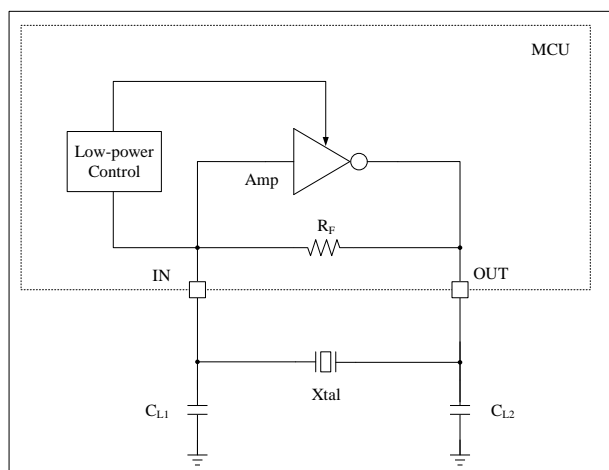 MCU
Low-power
Control
Amp
R_F
IN
OUT
Xtal
C_L1
C_L2